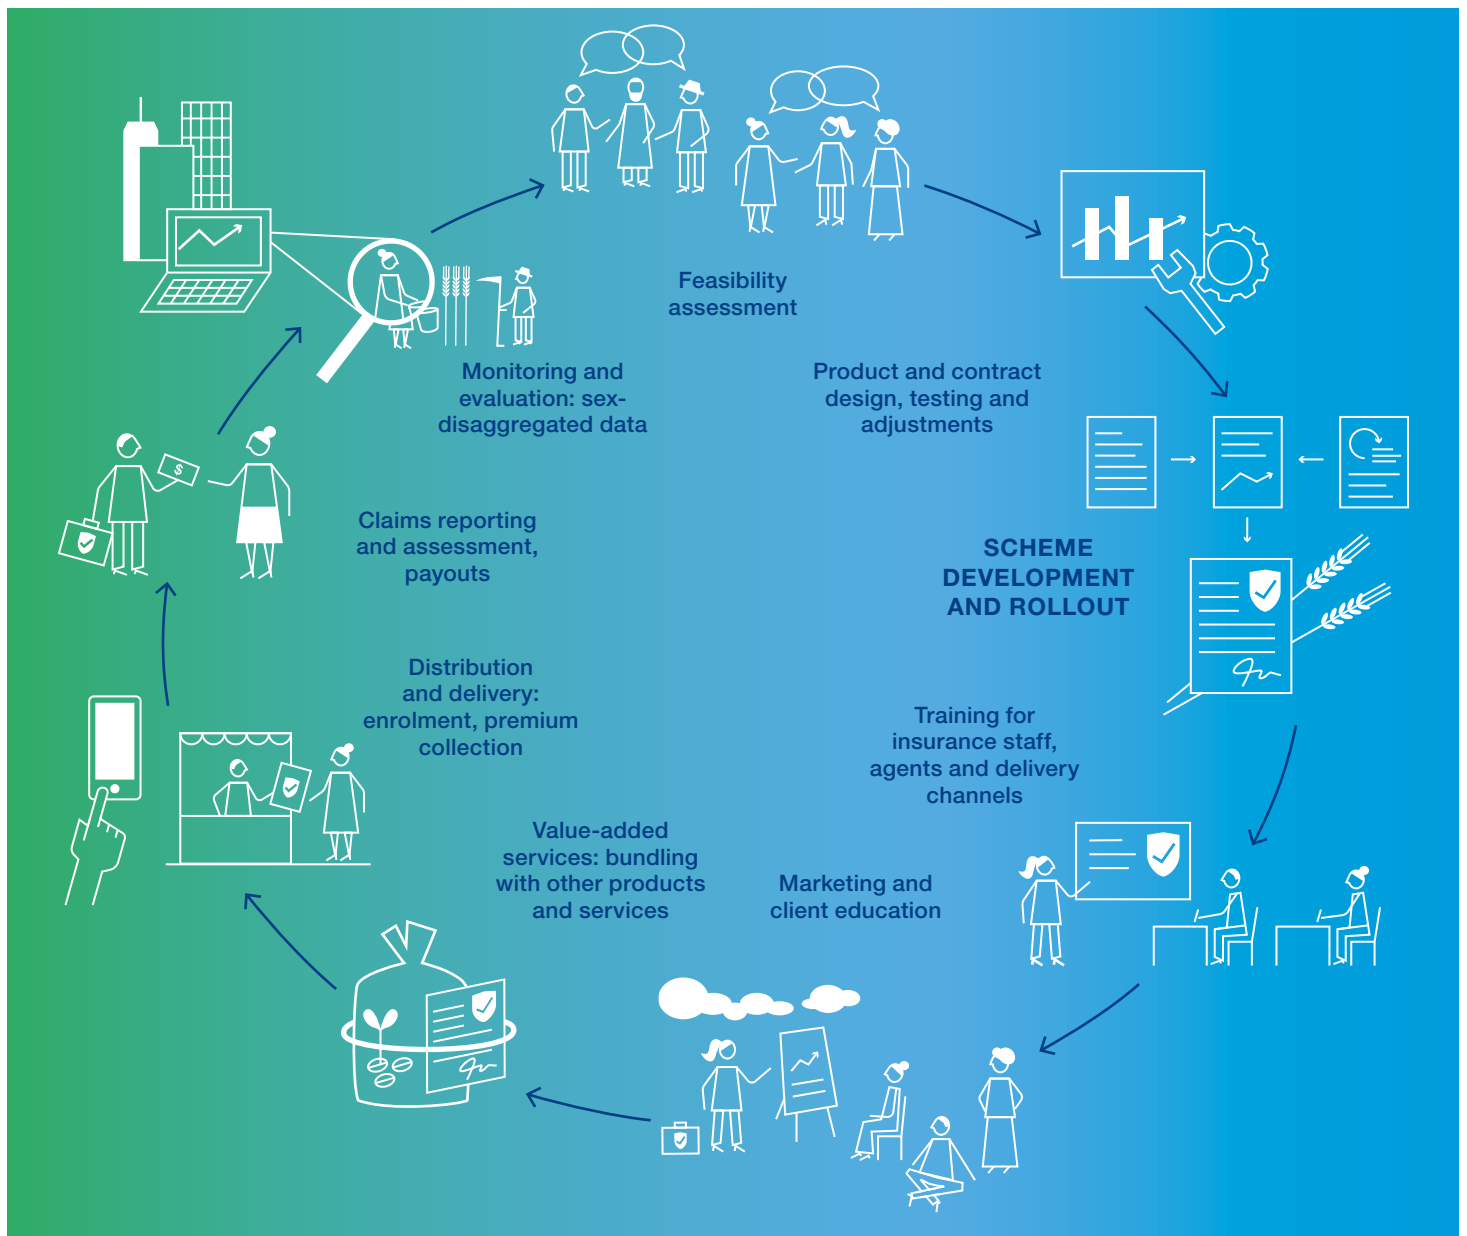 Feasibility
assessment
Product and contract
design, testing and
adjustments
SCHEME
DEVELOPMENT
AND ROLLOUT
Training for
insurance staff,
agents and delivery
channels
Marketing and
client education
Value-added
services: bundling
with other products
and services
Distribution
and delivery:
enrolment, premium
collection
Claims reporting
and assessment,
payouts
$
Monitoring and
evaluation: sex-
disaggregated data